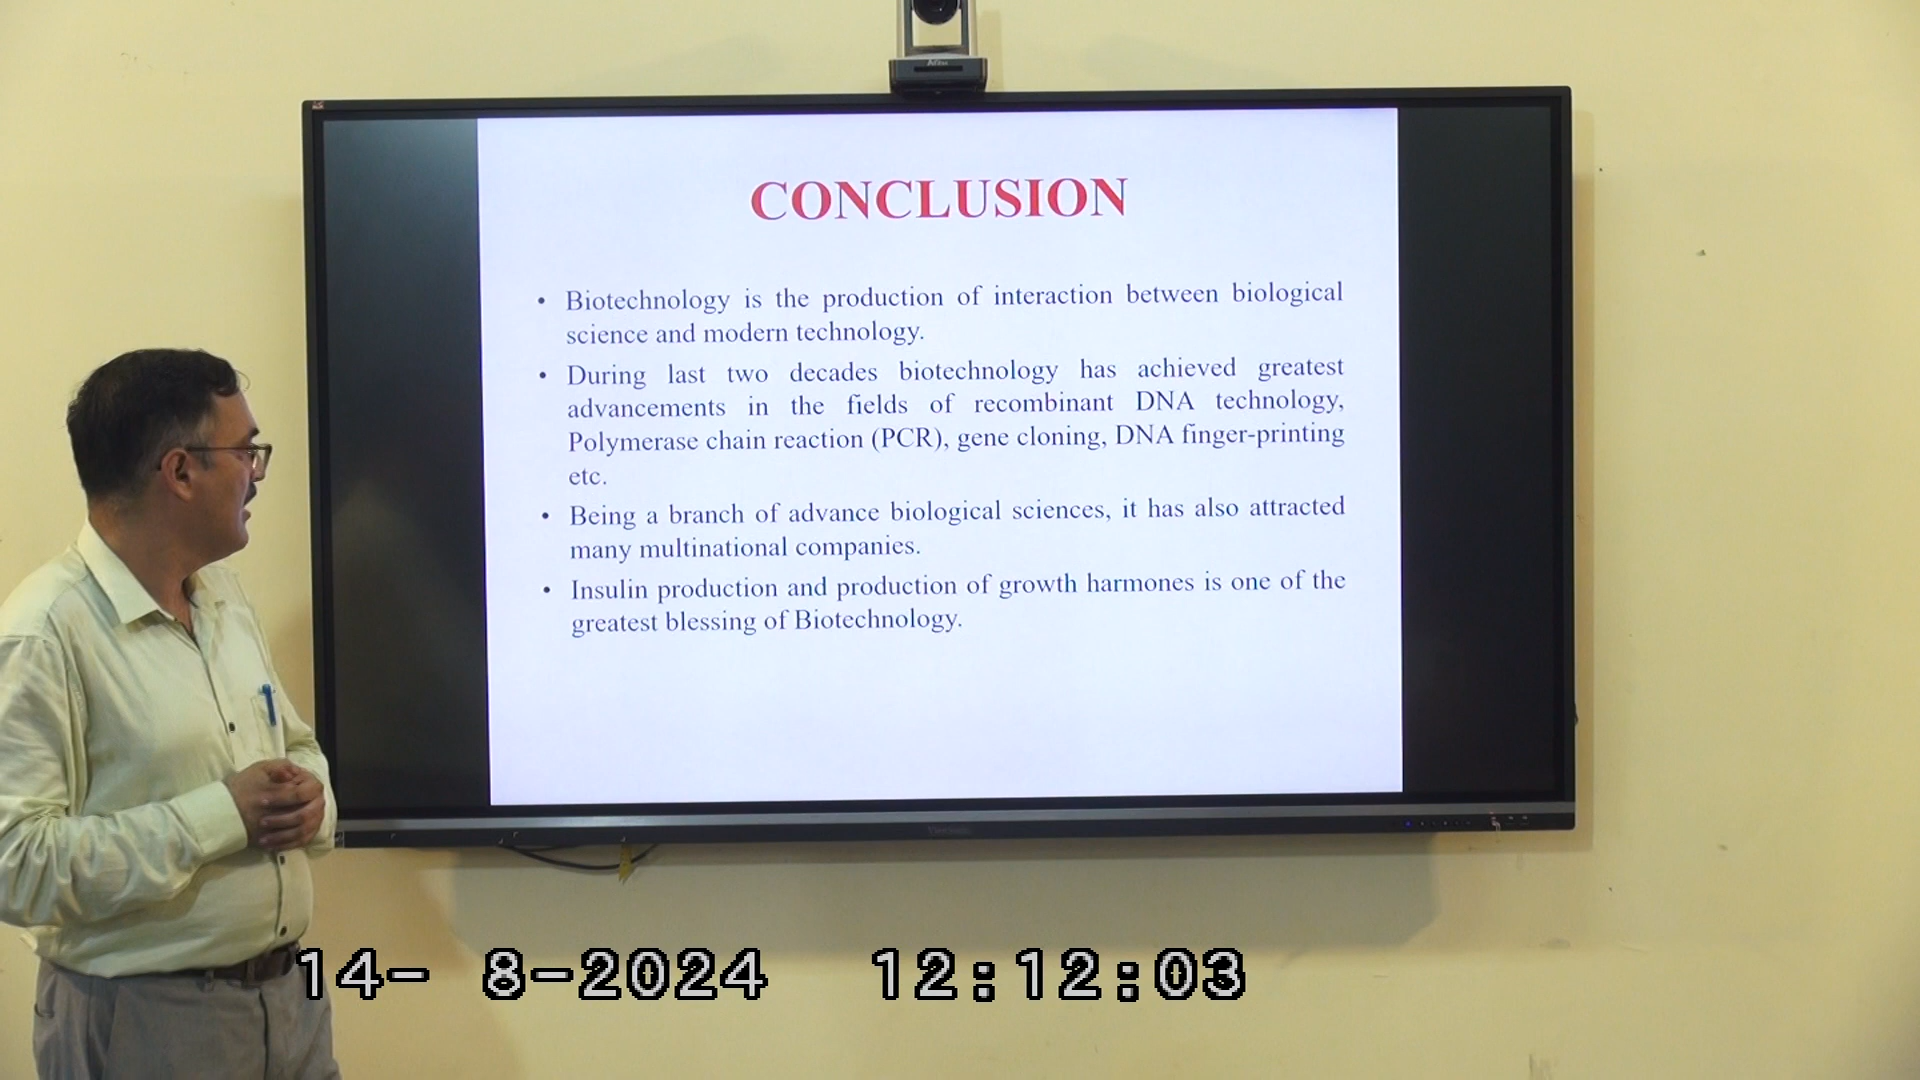 CONCLUSION
• Biotechnology is the production of interaction between biological
science and modern technology.
• During last two decades biotechnology has achieved greatest
advancements in the fields of recombinant DNA technology,
Polymerase chain reaction (PCR), gene cloning, DNA finger-printing
etc.
• Being a branch of advance biological sciences, it has also attracted
many multinational companies.
• Insulin production and production of growth harmones is one of the
greatest blessing of Biotechnology.
14- 8-2024 12:12:03